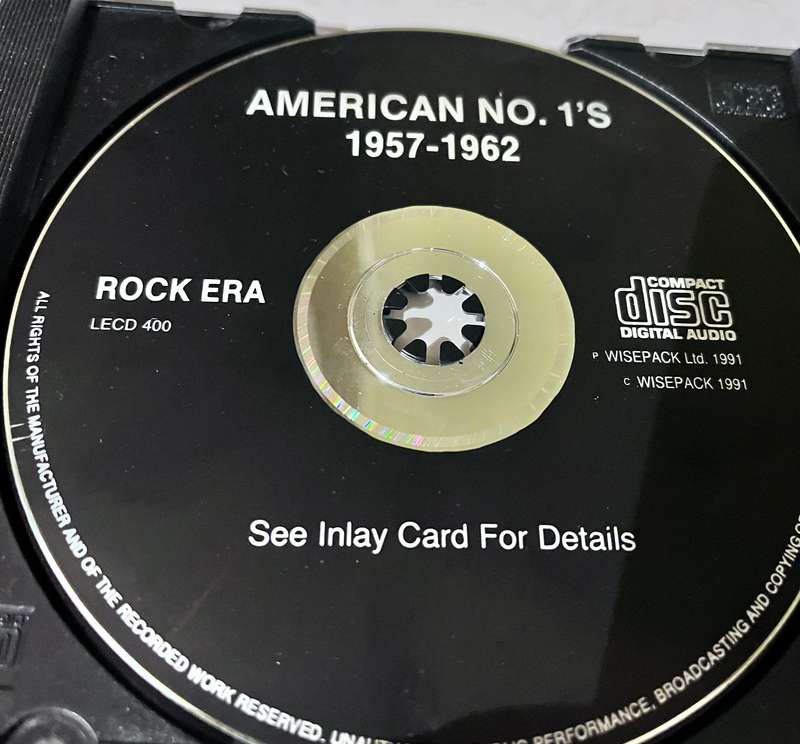 AMERICAN NO. 1'S
1957-1962
ROCK ERA
LECD 400
COMPACT
disc
DIGITAL AUDIO
P WISEPACK Ltd. 1991
C WISEPACK 1991
See Inlay Card For Details
ALL RIGHTS OF THE MANUFACTURER AND OF THE RECORDED WORK RESERVED. PERFORMANCE, BROADCASTING AND COPYING